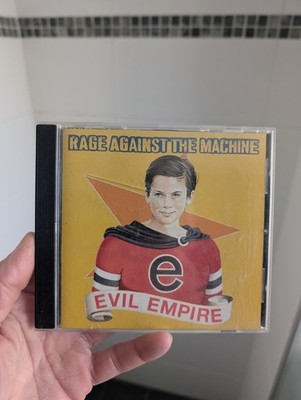 RAGE AGAINST THE MACHINE
e
EVIL EMPIRE